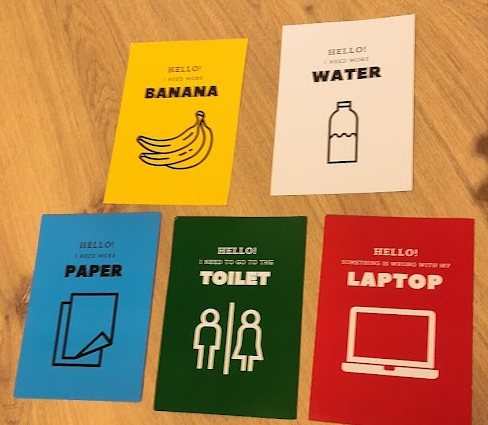 HELLO!
I NEED MORE
BANANA
HELLO!
I NEED MORE
WATER
HELLO!
I NEED MORE
PAPER
HELLO!
I NEED TO GO TO THE
TOILET
HELLO!
SOMETHING IS WRONG WITH MY
LAPTOP